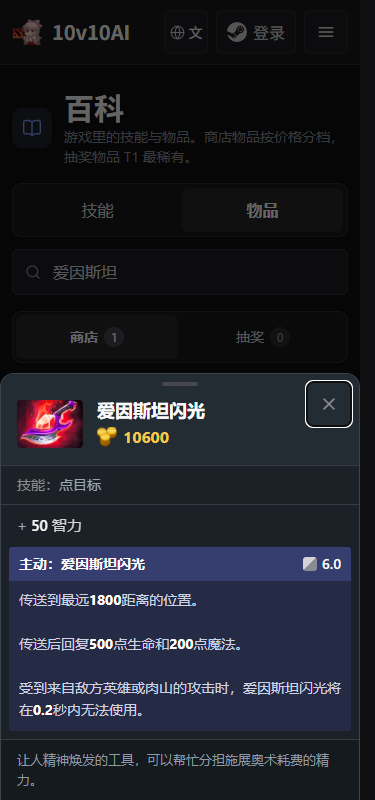 10v10AI
文
登录
百科
游戏里的技能与物品。商店物品按价格分档，
抽奖物品 T1 最稀有。
技能
物品
爱因斯坦
商店 1
抽奖 0
爱因斯坦闪光
10600
技能：点目标
+ 50 智力
主动：爱因斯坦闪光
6.0
传送到最远1800距离的位置。
传送后回复500点生命和200点魔法。
受到来自敌方英雄或肉山的攻击时，爱因斯坦闪光将
在0.2秒内无法使用。
让人精神焕发的工具，可以帮忙分担施展奥术耗费的精
力。